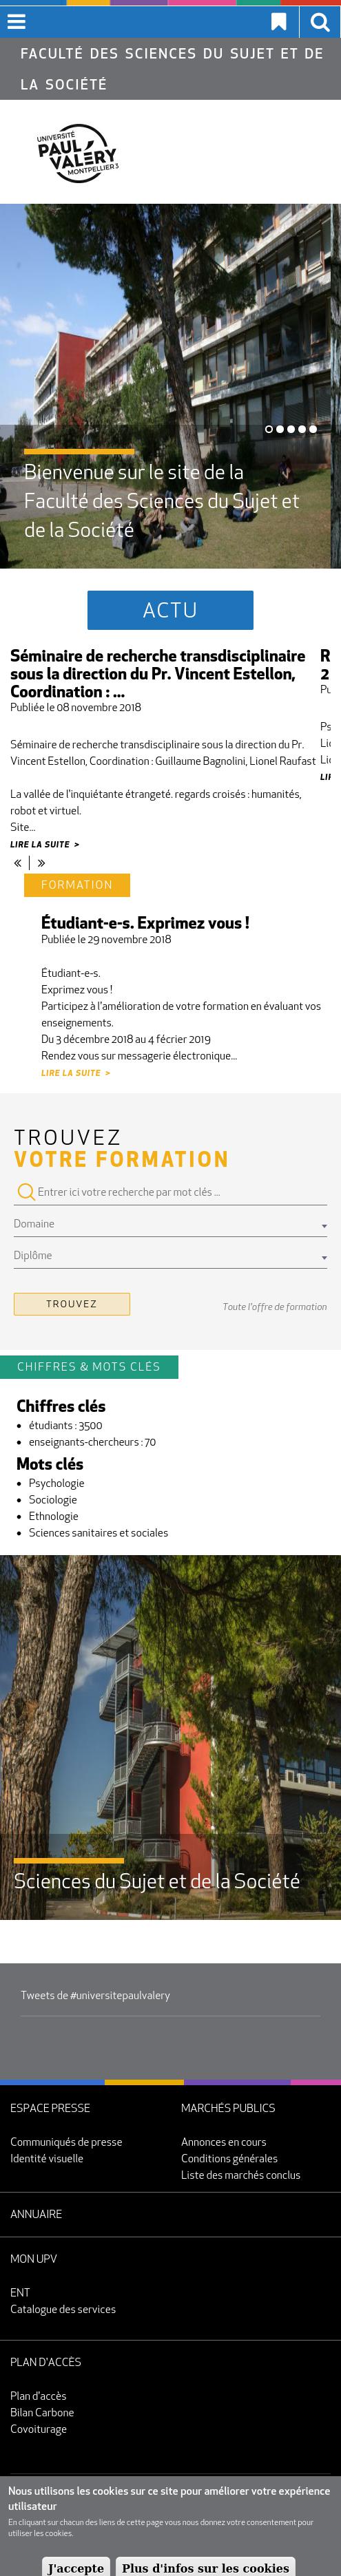 FACULTÉ DES SCIENCES DU SUJET ET DE
LA SOCIÉTÉ
UNIVERSITÉ
PAUL
VALÉRY
MONTPELLIER 3
Bienvenue sur le site de la
Faculté des Sciences du Sujet et
de la Société
ACTU
Séminaire de recherche transdisciplinaire
sous la direction du Pr. Vincent Estellon,
Coordination : ...
Publiée le 08 novembre 2018
Séminaire de recherche transdisciplinaire sous la direction du Pr.
Vincent Estellon, Coordination : Guillaume Bagnolini, Lionel Raufast
La vallée de l'inquiétante étrangeté. regards croisés : humanités,
robot et virtuel.
Site...
LIRE LA SUITE >
R
2
Pu
Ps
Lic
Lic
LIR
« | »
FORMATION
Étudiant-e-s. Exprimez vous !
Publiée le 29 novembre 2018
Étudiant-e-s.
Exprimez vous !
Participez à l'amélioration de votre formation en évaluant vos
enseignements.
Du 3 décembre 2018 au 4 février 2019
Rendez vous sur messagerie électronique...
LIRE LA SUITE >
TROUVEZ
VOTRE FORMATION
Entrer ici votre recherche par mot clés ...
Domaine
Diplôme
TROUVEZ
Toute l'offre de formation
CHIFFRES & MOTS CLÉS
Chiffres clés
• étudiants : 3500
• enseignants-chercheurs : 70
Mots clés
• Psychologie
• Sociologie
• Ethnologie
• Sciences sanitaires et sociales
Sciences du Sujet et de la Société
Tweets de #universitepaulvalery
ESPACE PRESSE
Communiqués de presse
Identité visuelle
MARCHÉS PUBLICS
Annonces en cours
Conditions générales
Liste des marchés conclus
ANNUAIRE
MON UPV
ENT
Catalogue des services
PLAN D'ACCÈS
Plan d'accès
Bilan Carbone
Covoiturage
Nous utilisons les cookies sur ce site pour améliorer votre expérience
utilisateur
En cliquant sur chacun des liens de cette page vous nous donnez votre consentement pour
utiliser les cookies.
J'accepte
Plus d'infos sur les cookies